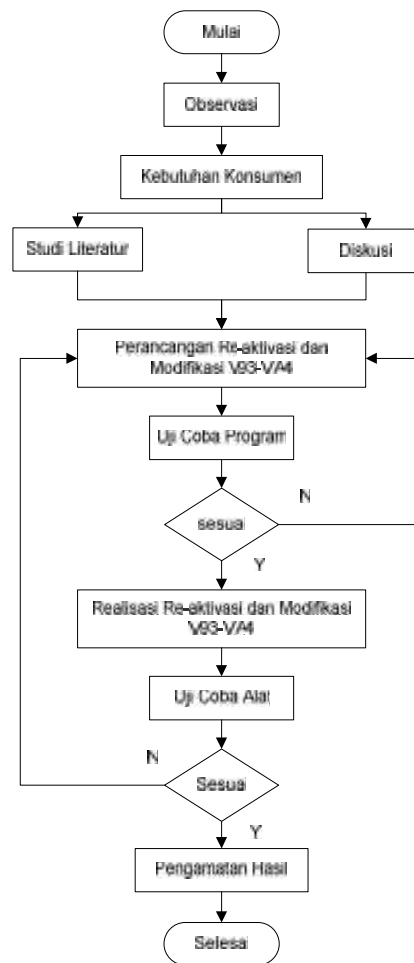 Mulai
Observasi
Kebutuhan Konsumen
Studi Literatur
Diskusi
Perancangan Re-aktivasi dan
Modifikasi V93-VA4
Uji Coba Program
N
sesuai
Y
Realisasi Re-aktivasi dan Modifikasi
V93-VA4
Uji Coba Alat
N
Sesuai
Y
Pengamatan Hasil
Selesai